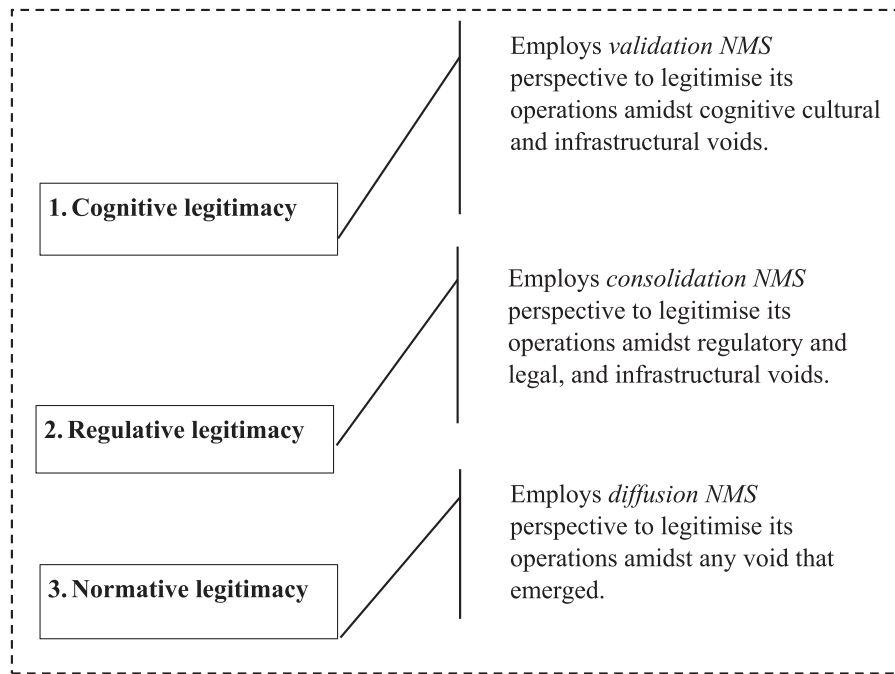 Employs validation NMS
perspective to legitimise its
operations amidst cognitive cultural
and infrastructural voids.
1. Cognitive legitimacy
Employs consolidation NMS
perspective to legitimise its
operations amidst regulatory and
legal, and infrastructural voids.
2. Regulative legitimacy
Employs diffusion NMS
perspective to legitimise its
operations amidst any void that
emerged.
3. Normative legitimacy